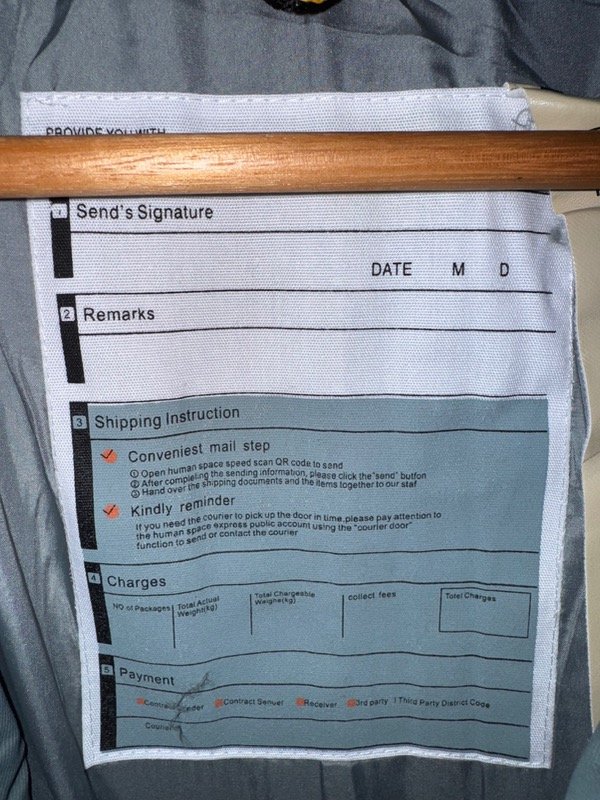 PROVIDE YOU WITH
1 Send's Signature
DATE M D
2 Remarks
3 Shipping Instruction
Conveniest mail step
① Open human space speed scan QR code to send
② After completing the sending information, please click the "send" button
③ Hand over the shipping documents and the items together to our staf
Kindly reminder
If you need the courier to pick up the door in time,please pay attention to
the human space express public account using the "courier door"
function to send or contact the courier
4 Charges
NO of Packages Total Actual Weight(kg) Total Chargeable Weighe(kg) collect fees Total Charges
5 Payment
Contract Senuer Receiver 3rd party Third Party District Code
Courier